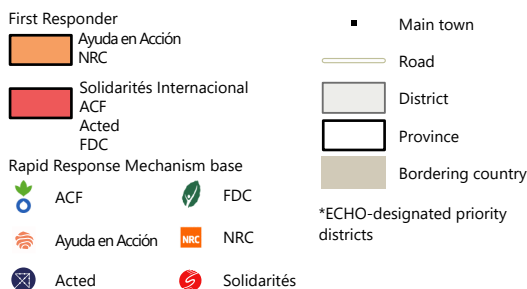 First Responder
Ayuda en Acción
NRC
Solidarités Internacional
ACF
Acted
FDC
Rapid Response Mechanism base
ACF
FDC
Ayuda en Acción
NRC
NRC
Acted
Solidarités
Main town
Road
District
Province
Bordering country
*ECHO-designated priority
districts